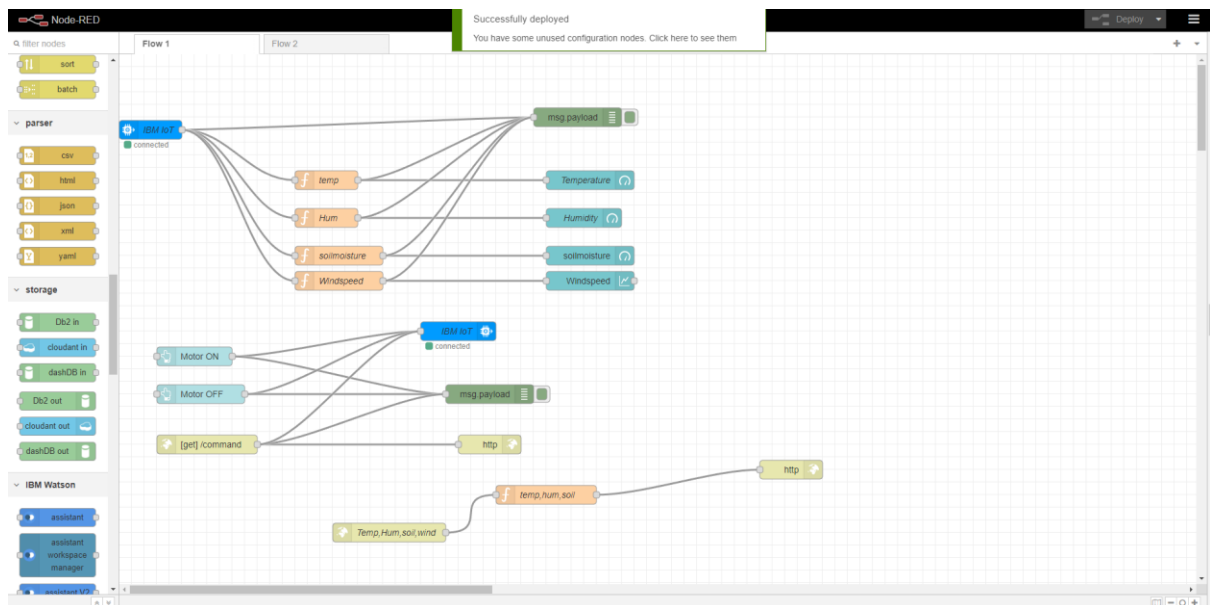 Node-RED
Successfully deployed
You have some unused configuration nodes. Click here to see them
Deploy
filter nodes
Flow 1
Flow 2
sort
batch
parser
csv
html
json
xml
yaml
storage
Db2 in
cloudant in
dashDB in
Db2 out
cloudant out
dashDB out
IBM Watson
assistant
assistant
workspace
manager
assistant V2
IBM IoT
connected
msg.payload
temp
Temperature
Hum
Humidity
soilmoisture
soilmoisture
Windspeed
Windspeed
IBM IoT
connected
Motor ON
Motor OFF
msg.payload
[get] /command
http
http
temp,hum,soil
Temp,Hum,soil,wind